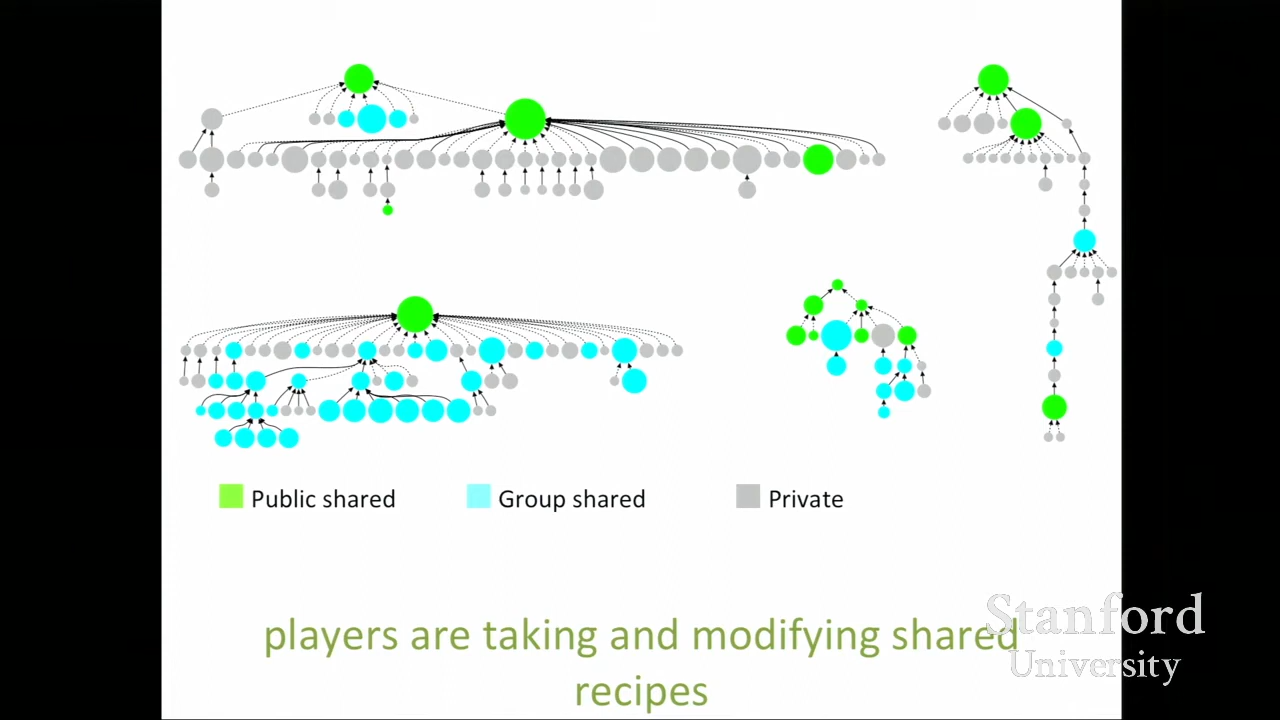 Public shared
Group shared
Private
players are taking and modifying shared
recipes
Stanford
University